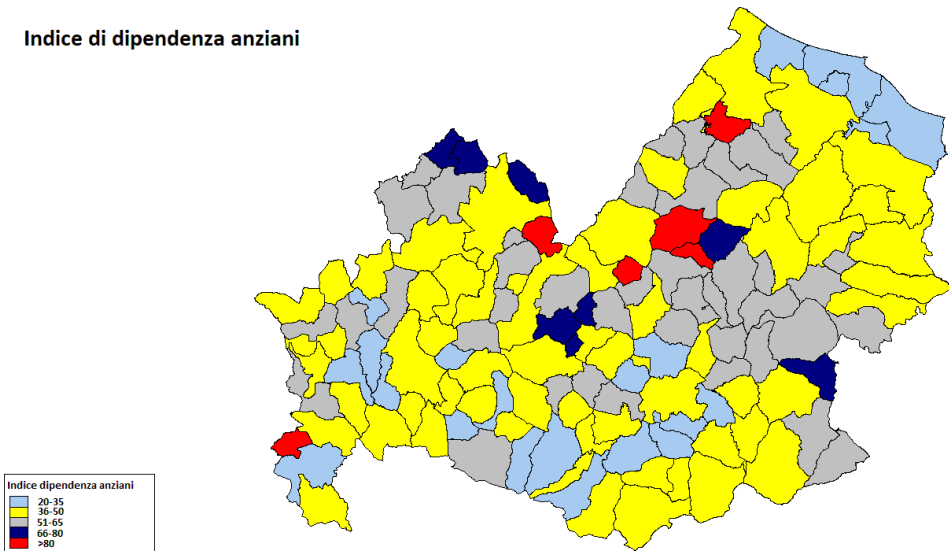 Indice di dipendenza anziani
Indice dipendenza anziani
20-35
36-50
51-65
66-80
>80